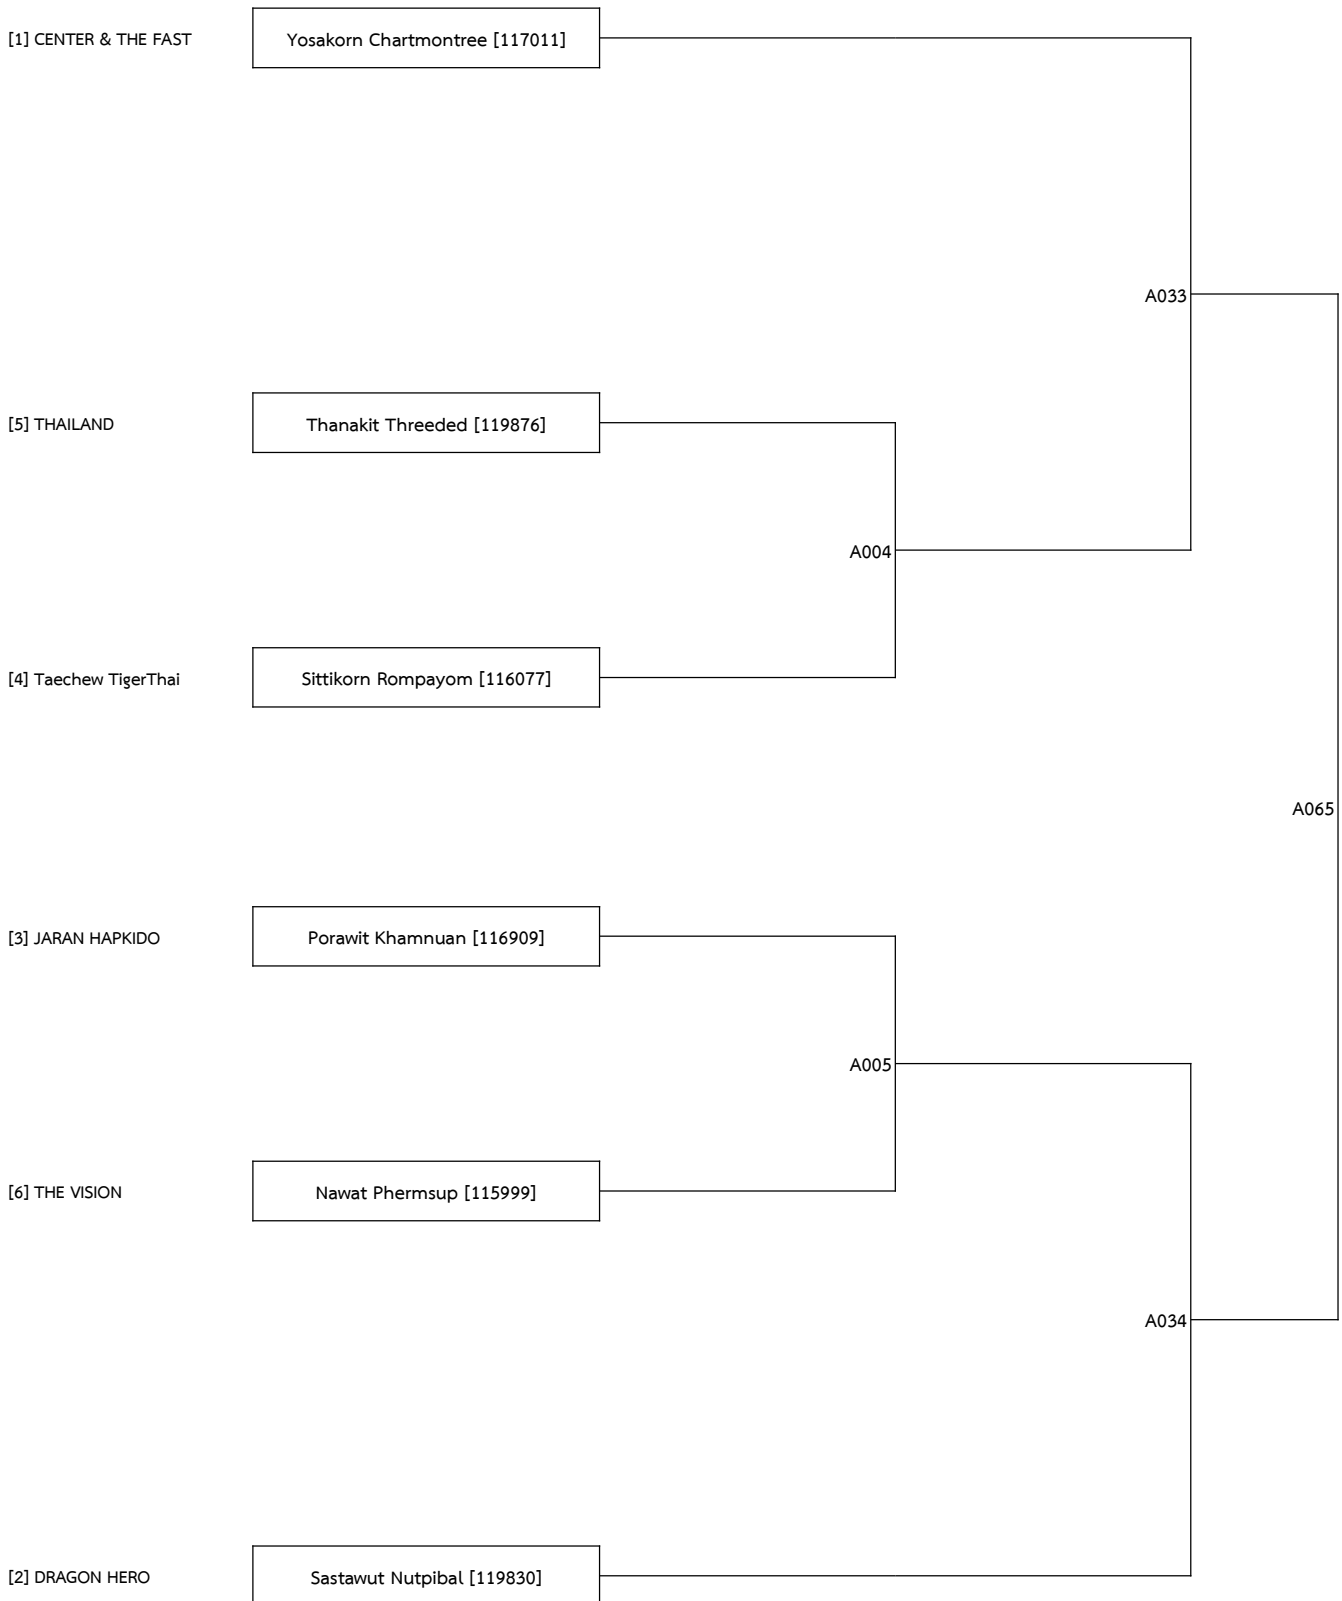 [1] CENTER & THE FAST
Yosakorn Chartmontree [117011]
A033
[5] THAILAND
Thanakit Threeded [119876]
A004
[4] Taechew TigerThai
Sittikorn Rompayom [116077]
A065
[3] JARAN HAPKIDO
Porawit Khamnuan [116909]
A005
[6] THE VISION
Nawat Phermsup [115999]
A034
[2] DRAGON HERO
Sastawut Nutpibal [119830]